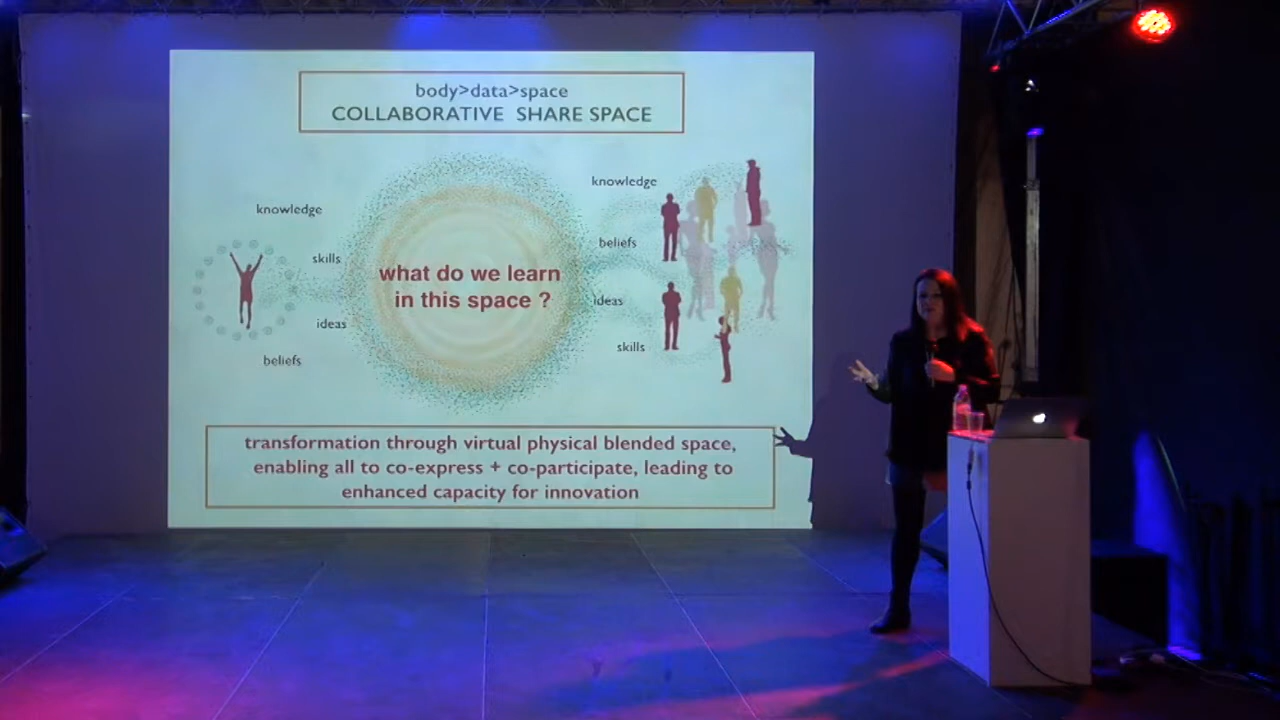 body>data>space
COLLABORATIVE SHARE SPACE
knowledge
skills
ideas
beliefs
what do we learn
in this space ?
knowledge
beliefs
ideas
skills
transformation through virtual physical blended space,
enabling all to co-express + co-participate, leading to
enhanced capacity for innovation